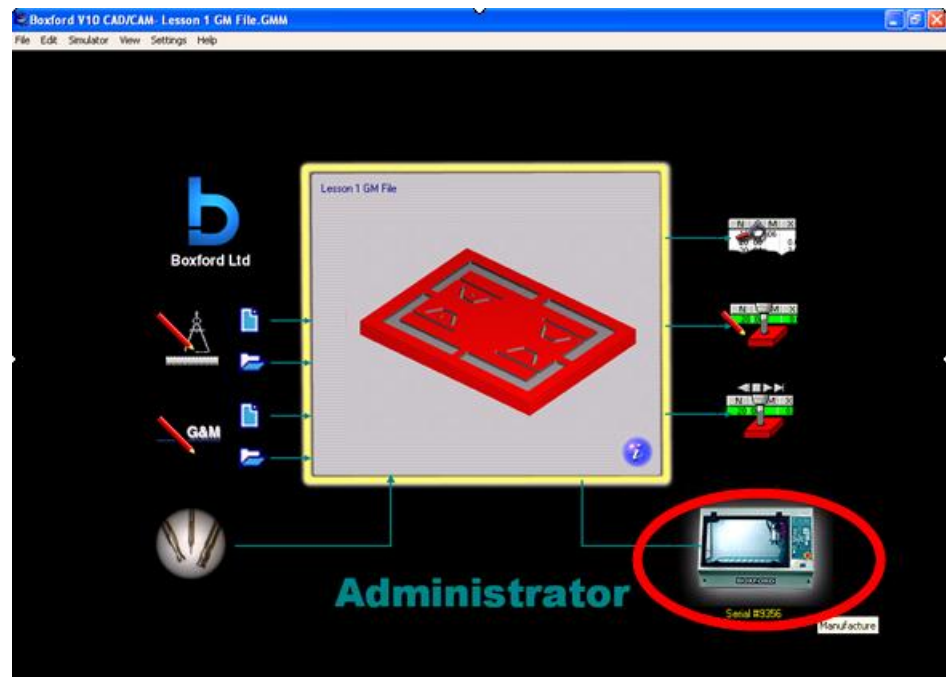 Boxford V10 CAD/CAM- Lesson 1 GM File.GMM
File Edit Simulator View Settings Help
Lesson 1 GM File
Boxford Ltd
N M X
G&M
N M X
N M X
i
BOXFORD
Administrator
Serial #9356
Manufacture